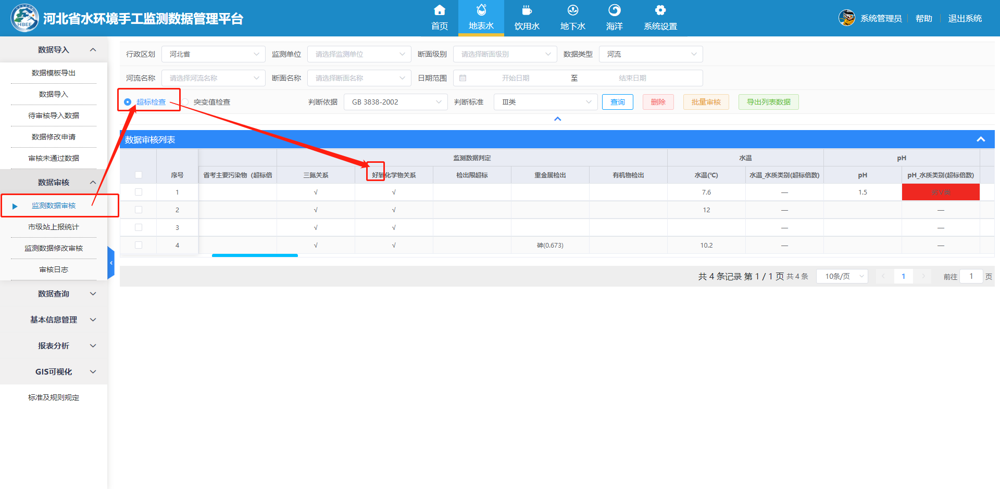 HBEE
河北省水环境手工监测数据管理平台
首页
地表水
饮用水
地下水
海洋
系统设置
系统管理员
帮助
退出系统
数据导入
数据模板导出
数据导入
待审核导入数据
数据修改申请
审核未通过数据
数据审核
监测数据审核
市级站上报统计
监测数据修改审核
审核日志
数据查询
基本信息管理
报表分析
GIS可视化
标准及规则规定
行政区划 河北省 监测单位 请选择监测单位 断面级别 请选择断面级别 数据类型 河流
河流名称 请选择河流名称 断面名称 请选择断面名称 日期范围 开始日期 至 结束日期
超标检查 突变值检查 判断依据 GB 3838-2002 判断标准 III类 查询 删除 批量审核 导出列表数据
数据审核列表
监测数据判定 水温 pH
序号 省考主要污染物（超标倍 三氮关系 好氧化学物关系 检出限超标 重金属检出 有机物检出 水温(℃) 水温_水质类别(超标倍数) pH pH_水质类别(超标倍数)
1 √ √ 7.6 — 1.5 劣V类
2 √ √ 12 — —
3 √ √ — —
4 √ √ 砷(0.673) 10.2 — —
共 4 条记录 第 1 / 1 页 共 4 条 10条/页 1 前往 1 页